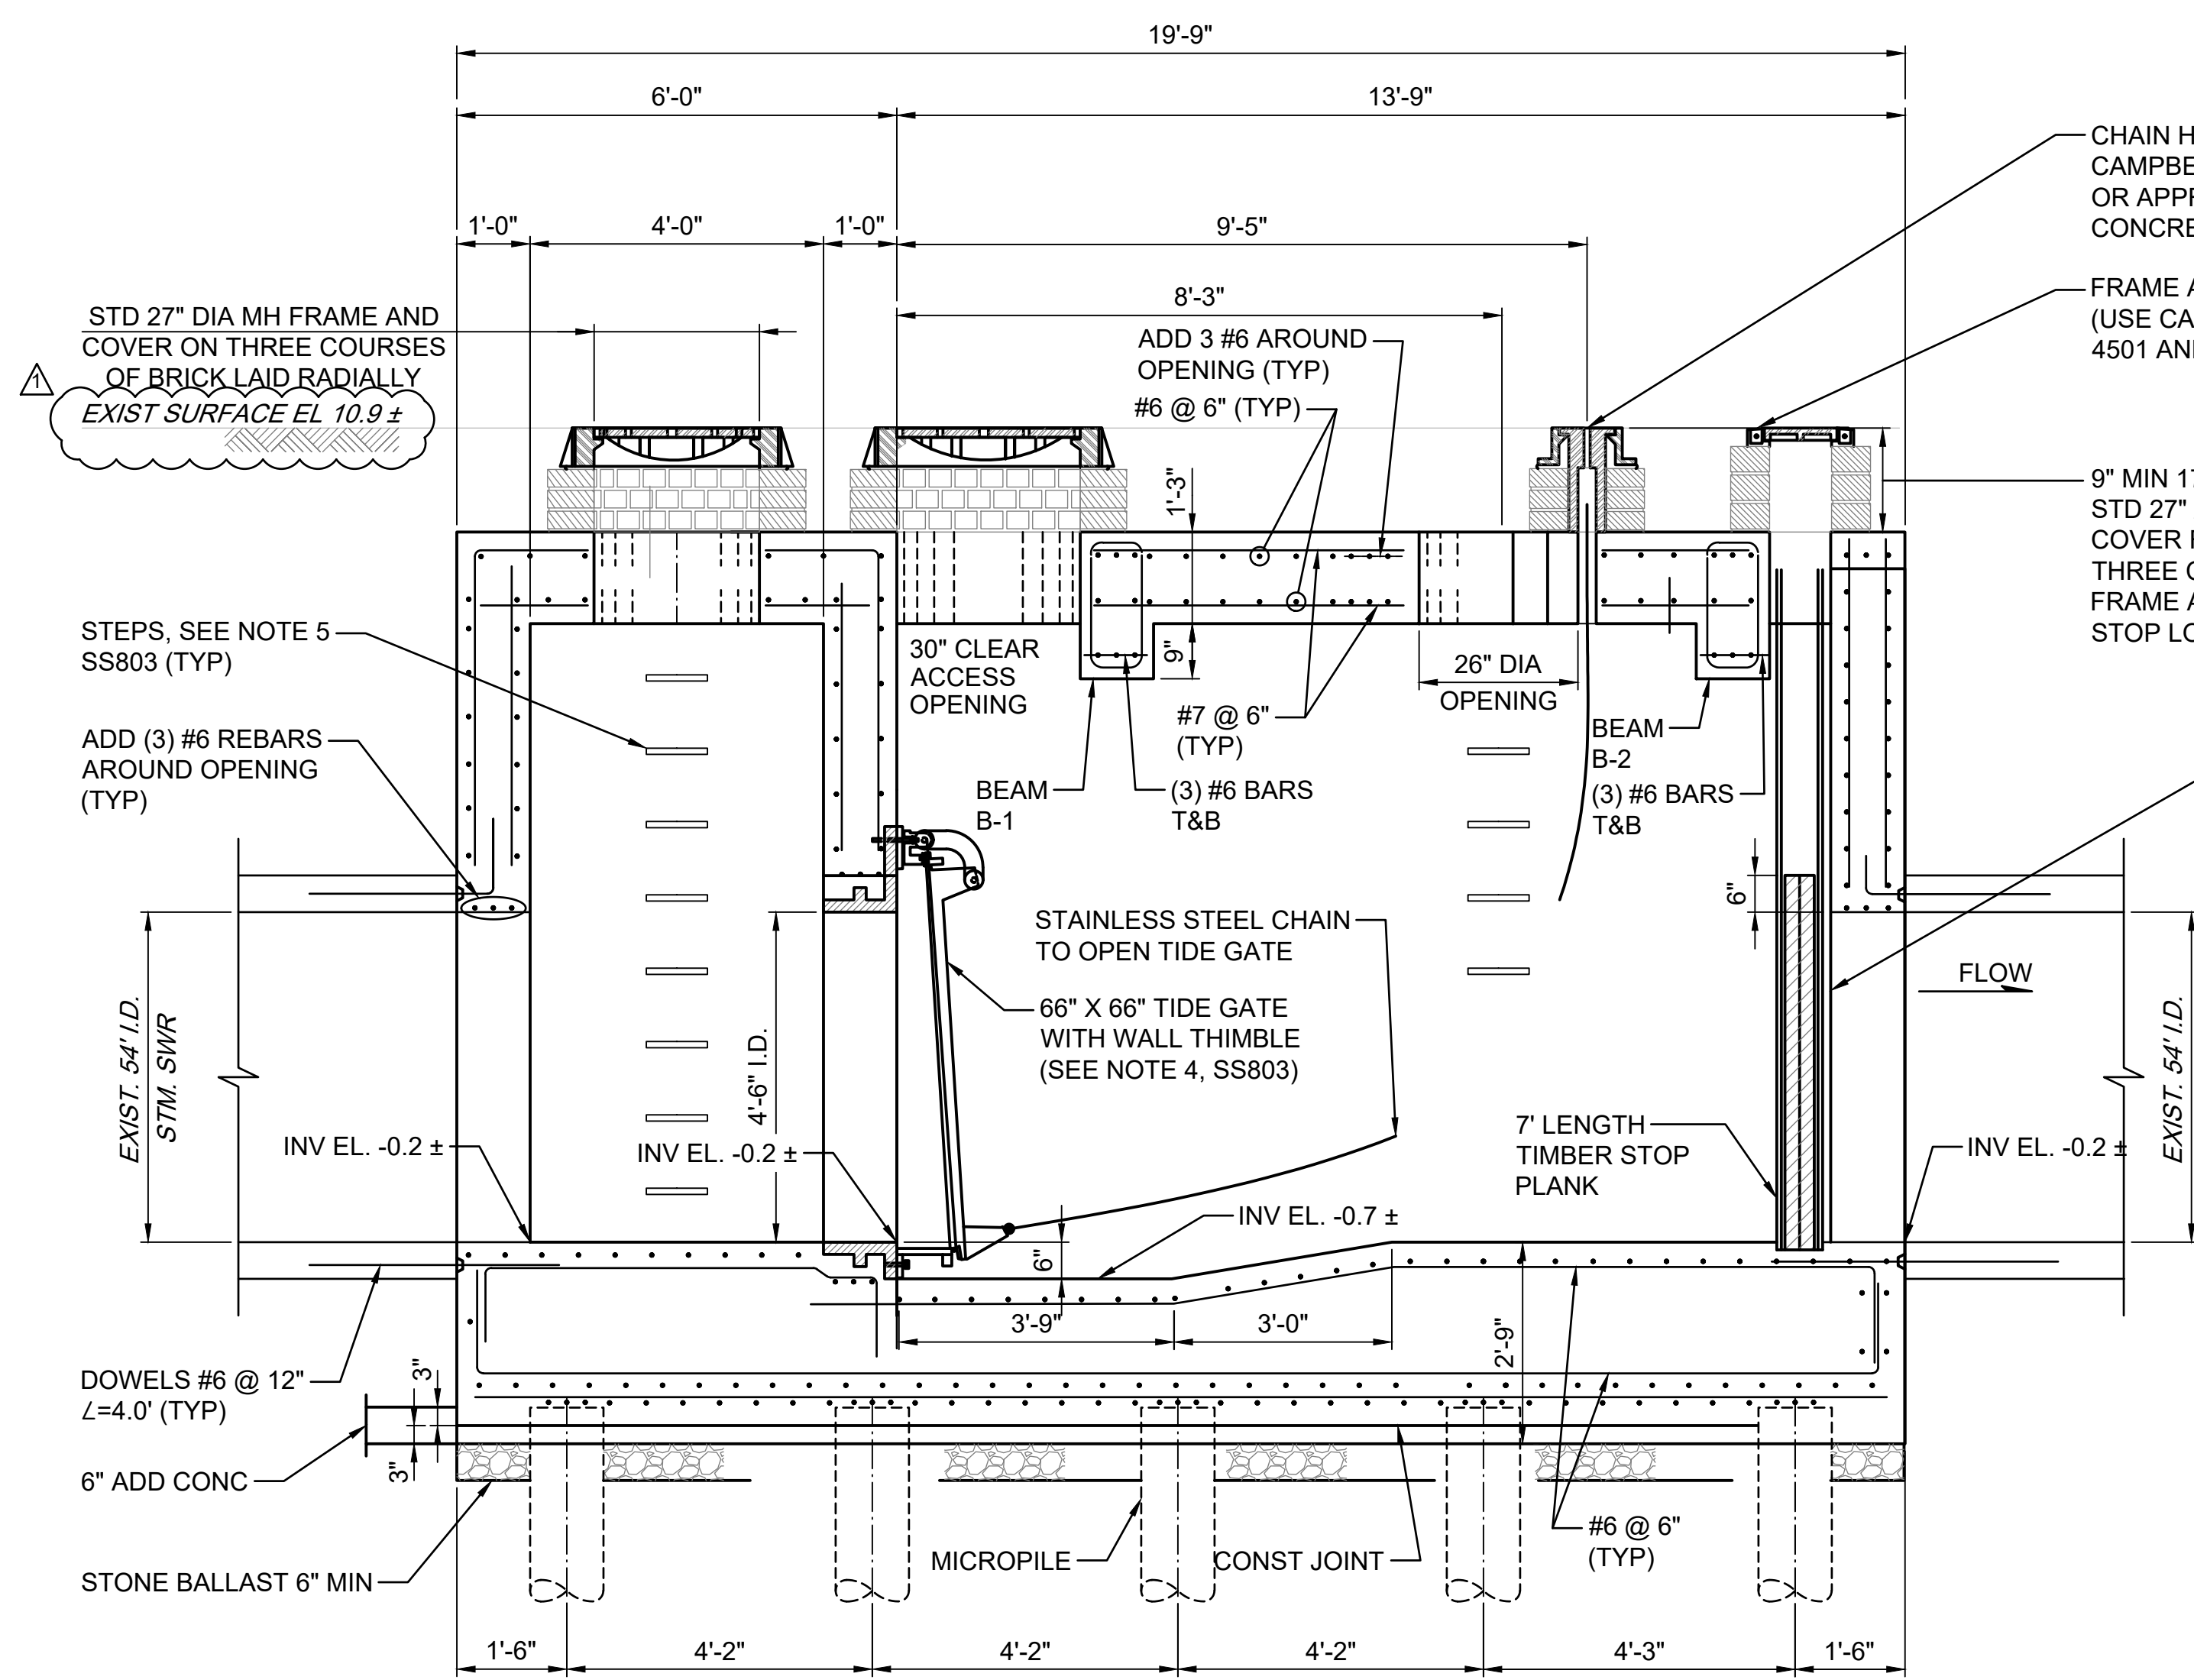 19'-9"
6'-0"
13'-9"
1'-0"
4'-0"
1'-0"
9'-5"
8'-3"
STD 27" DIA MH FRAME AND
COVER ON THREE COURSES
OF BRICK LAID RADIALLY
1
EXIST SURFACE EL 10.9 ±
ADD 3 #6 AROUND
OPENING (TYP)
#6 @ 6" (TYP)
CHAIN H
CAMPBE
OR APP
CONCRE
FRAME A
(USE CA
4501 AN
9" MIN 17
STD 27"
COVER
THREE
FRAME A
STOP LO
1'-3"
9"
STEPS, SEE NOTE 5
SS803 (TYP)
30" CLEAR
ACCESS
OPENING
26" DIA
OPENING
#7 @ 6"
(TYP)
ADD (3) #6 REBARS
AROUND OPENING
(TYP)
BEAM
B-1
(3) #6 BARS
T&B
BEAM
B-2
(3) #6 BARS
T&B
6"
STAINLESS STEEL CHAIN
TO OPEN TIDE GATE
FLOW
66" X 66" TIDE GATE
WITH WALL THIMBLE
(SEE NOTE 4, SS803)
EXIST. 54' I.D.
STM. SWR
4'-6" I.D.
EXIST. 54' I.D.
7' LENGTH
TIMBER STOP
PLANK
INV EL. -0.2 ±
INV EL. -0.2 ±
INV EL. -0.2 ±
INV EL. -0.7 ±
6"
3'-9"
3'-0"
2'-9"
DOWELS #6 @ 12"
∠=4.0' (TYP)
3"
3"
6" ADD CONC
STONE BALLAST 6" MIN
MICROPILE
CONST JOINT
#6 @ 6"
(TYP)
1'-6"
4'-2"
4'-2"
4'-2"
4'-3"
1'-6"